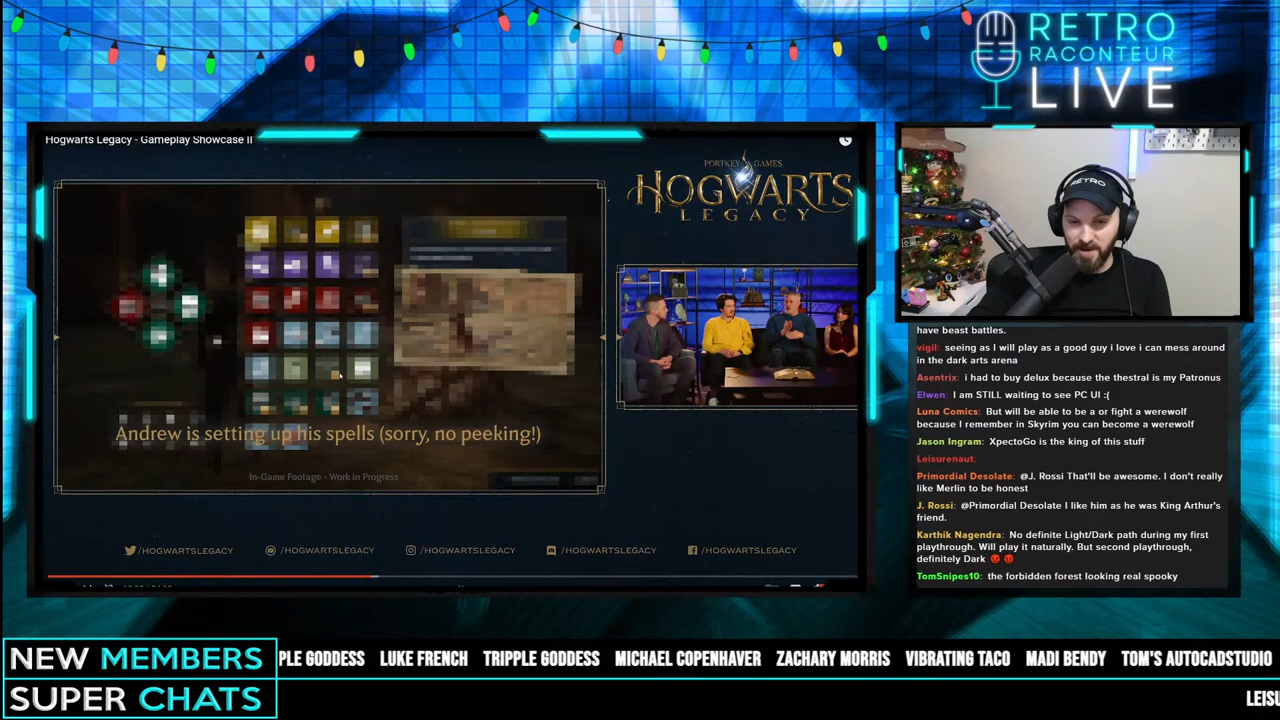 RETRO
RACONTEUR
LIVE
Hogwarts Legacy - Gameplay Showcase II
PORTKEY GAMES
HOGWARTS
LEGACY
RETRO
Andrew is setting up his spells (sorry, no peeking!)
In-Game Footage - Work in Progress
/HOGWARTSLEGACY
/HOGWARTSLEGACY
/HOGWARTSLEGACY
/HOGWARTSLEGACY
/HOGWARTSLEGACY
have beast battles.
vigil: seeing as I will play as a good guy i love i can mess around
in the dark arts arena
Asentrix: i had to buy delux because the thestral is my Patronus
Elwen: I am STILL waiting to see PC UI :(
Luna Comics: But will be able to be a or fight a werewolf
because I remember in Skyrim you can become a werewolf
Jason Ingram: XpectoGo is the king of this stuff
Leisurenaut:
Primordial Desolate: @J. Rossi That'll be awesome. I don't really
like Merlin to be honest
J. Rossi: @Primordial Desolate I like him as he was King Arthur's
friend.
Karthik Nagendra: No definite Light/Dark path during my first
playthrough. Will play it naturally. But second playthrough,
definitely Dark
TomSnipes10: the forbidden forest looking real spooky
NEW MEMBERS
PLE GODDESS LUKE FRENCH TRIPPLE GODDESS MICHAEL COPENHAVER ZACHARY MORRIS VIBRATING TACO MADI BENDY TOM'S AUTOCADSTUDIO
SUPER CHATS
LEISU